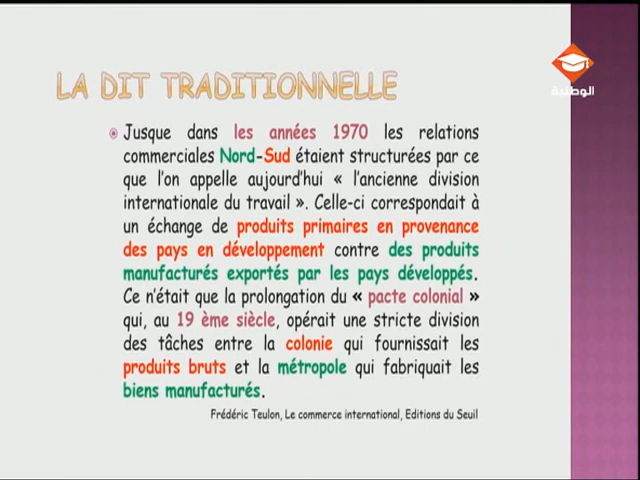 LA DIT TRADITIONNELLE
الوطنية
Jusque dans les années 1970 les relations
commerciales Nord-Sud étaient structurées par ce
que l'on appelle aujourd'hui « l'ancienne division
internationale du travail ». Celle-ci correspondait à
un échange de produits primaires en provenance
des pays en développement contre des produits
manufacturés exportés par les pays développés.
Ce n'était que la prolongation du « pacte colonial »
qui, au 19 ème siècle, opérait une stricte division
des tâches entre la colonie qui fournissait les
produits bruts et la métropole qui fabriquait les
biens manufacturés.
Frédéric Teulon, Le commerce international, Editions du Seuil